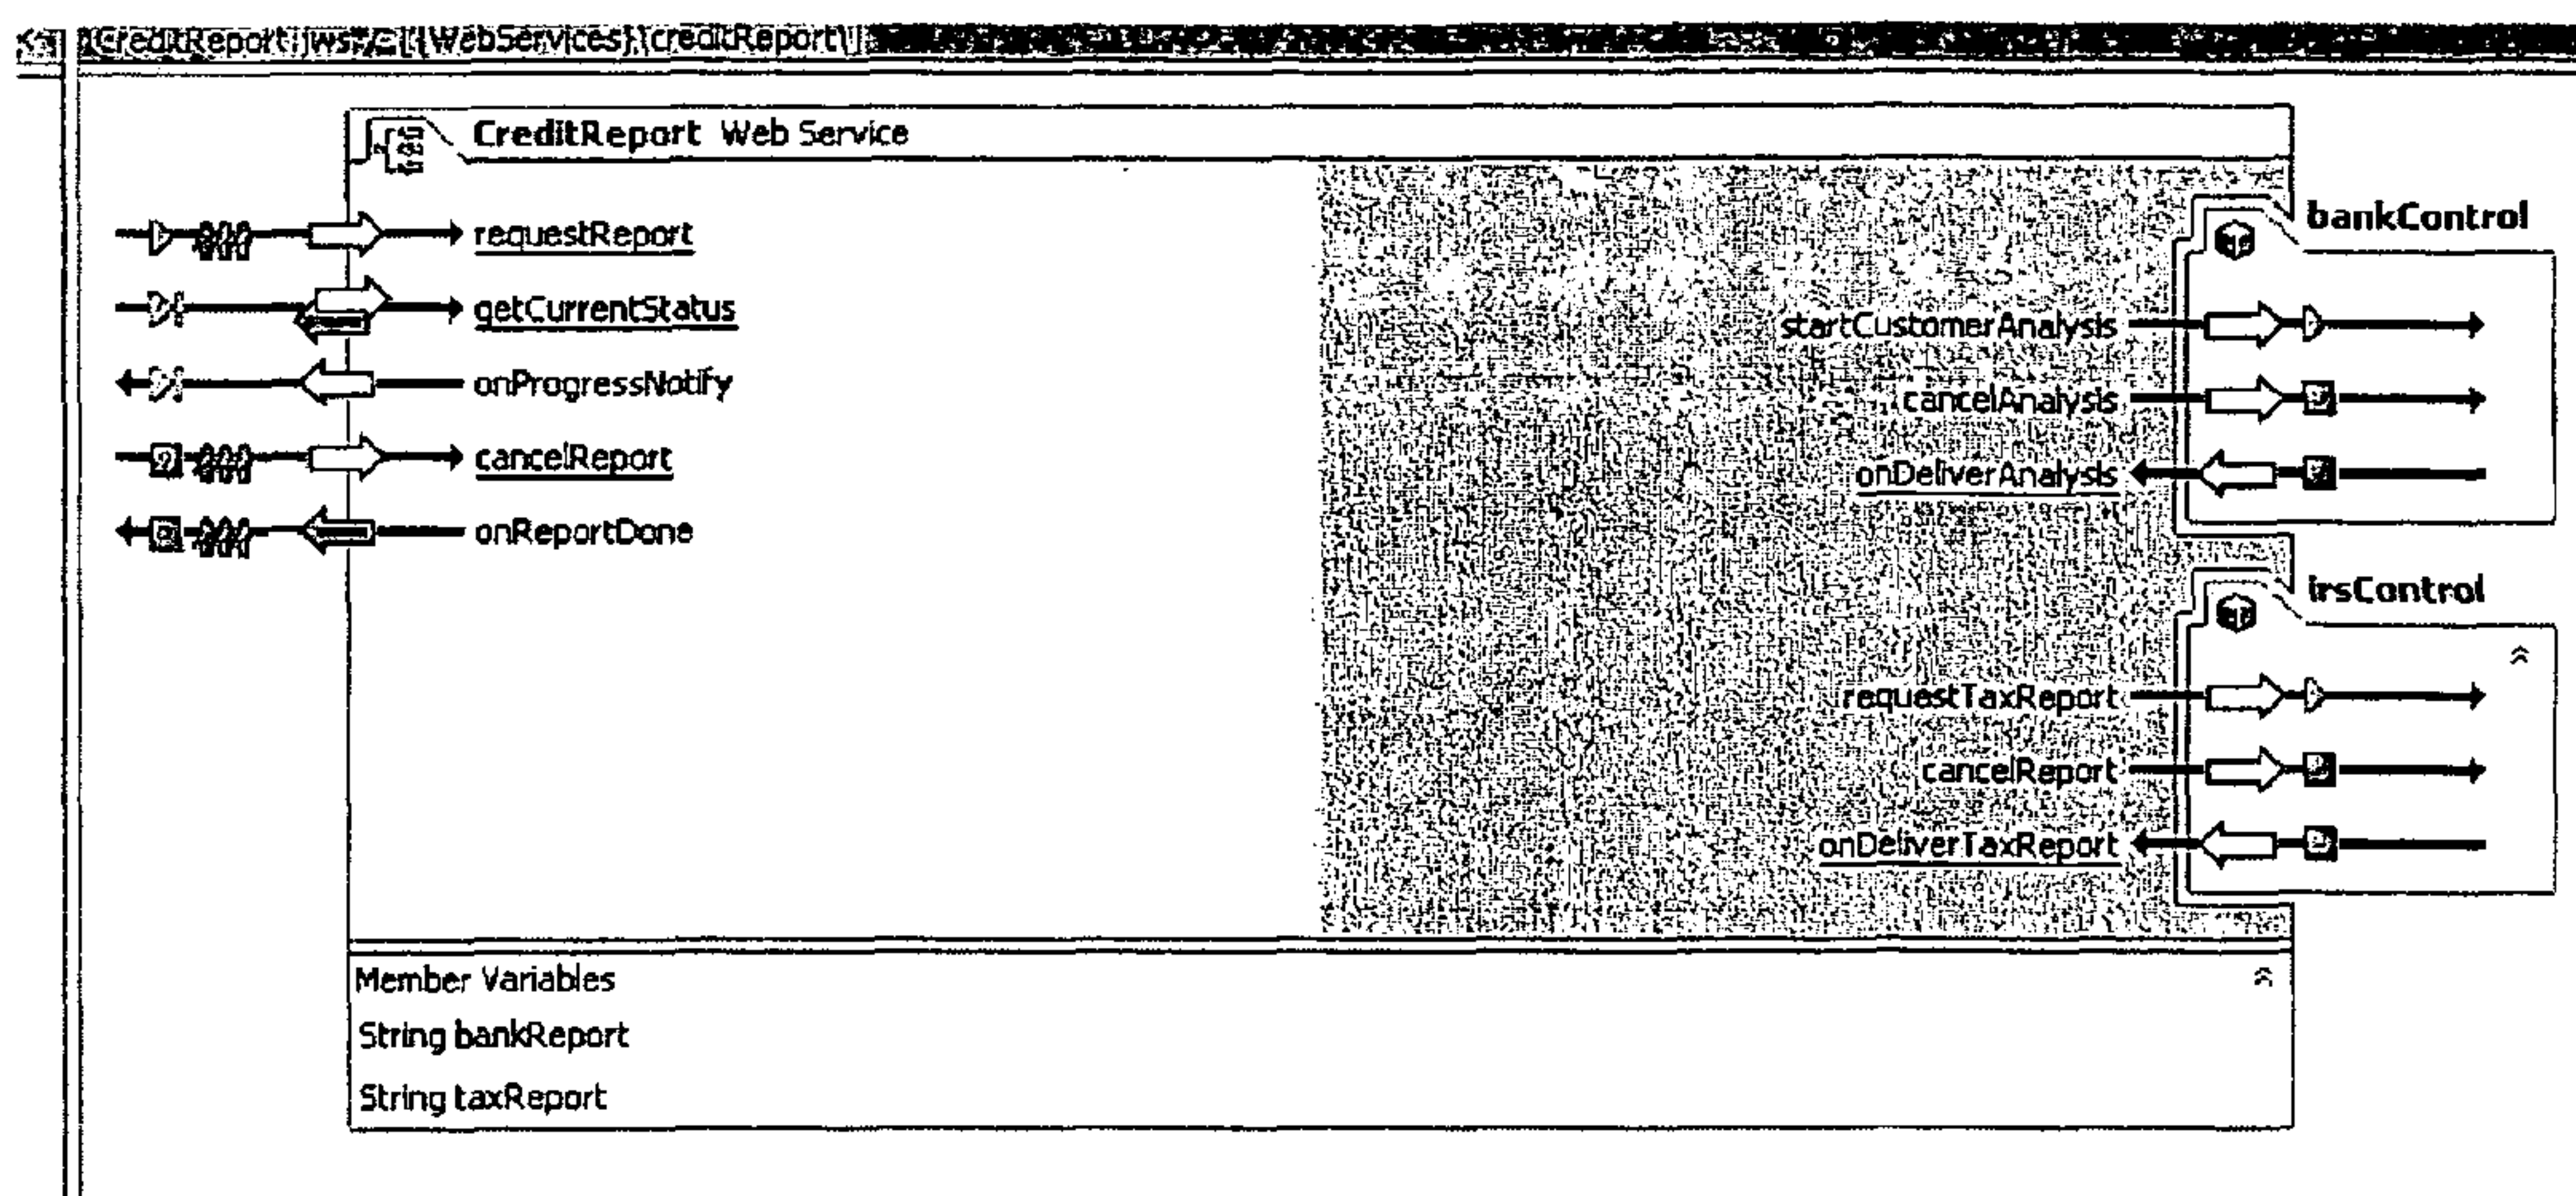 CreditReport Web Service
requestReport
getCurrentStatus
onProgressNotify
cancelReport
onReportDone
bankControl
startCustomerAnalysis
cancelAnalysis
onDeliverAnalysis
irsControl
requestTaxReport
cancelReport
onDeliverTaxReport
Member Variables
String bankReport
String taxReport